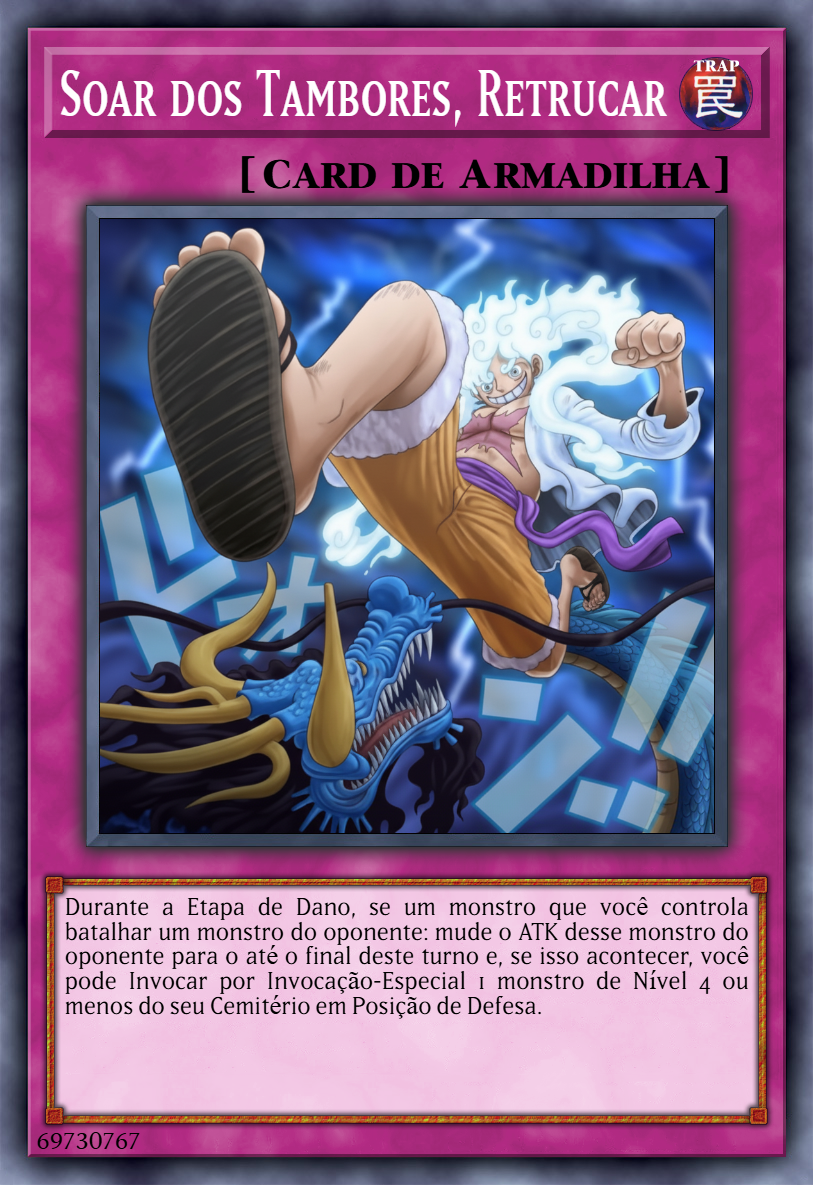 Soar dos Tambores, Retrucar
TRAP
罠
[Card de Armadilha]
ドォ
ン!!
Durante a Etapa de Dano, se um monstro que você controla
batalhar um monstro do oponente: mude o ATK desse monstro do
oponente para o até o final deste turno e, se isso acontecer, você
pode Invocar por Invocação-Especial 1 monstro de Nível 4 ou
menos do seu Cemitério em Posição de Defesa.
69730767